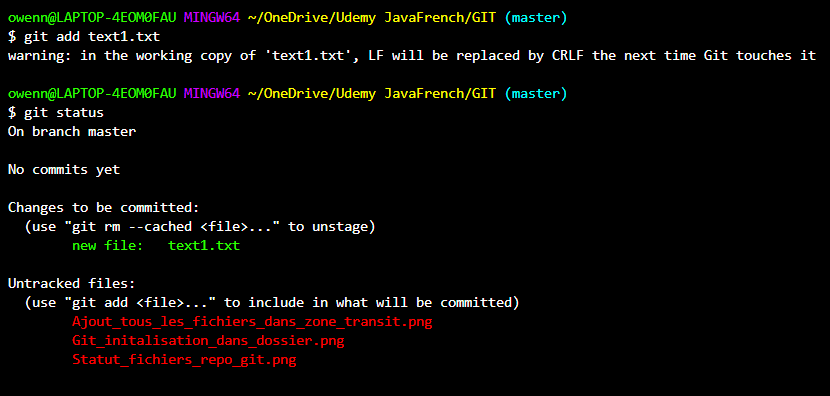 owenn@LAPTOP-4EOM0FAU MINGW64 ~/OneDrive/Udemy JavaFrench/GIT (master)
$ git add text1.txt
warning: in the working copy of 'text1.txt', LF will be replaced by CRLF the next time Git touches it
owenn@LAPTOP-4EOM0FAU MINGW64 ~/OneDrive/Udemy JavaFrench/GIT (master)
$ git status
On branch master
No commits yet
Changes to be committed:
(use "git rm --cached <file>..." to unstage)
new file:   text1.txt
Untracked files:
(use "git add <file>..." to include in what will be committed)
Ajout_tous_les_fichiers_dans_zone_transit.png
Git_initalisation_dans_dossier.png
Statut_fichiers_repo_git.png